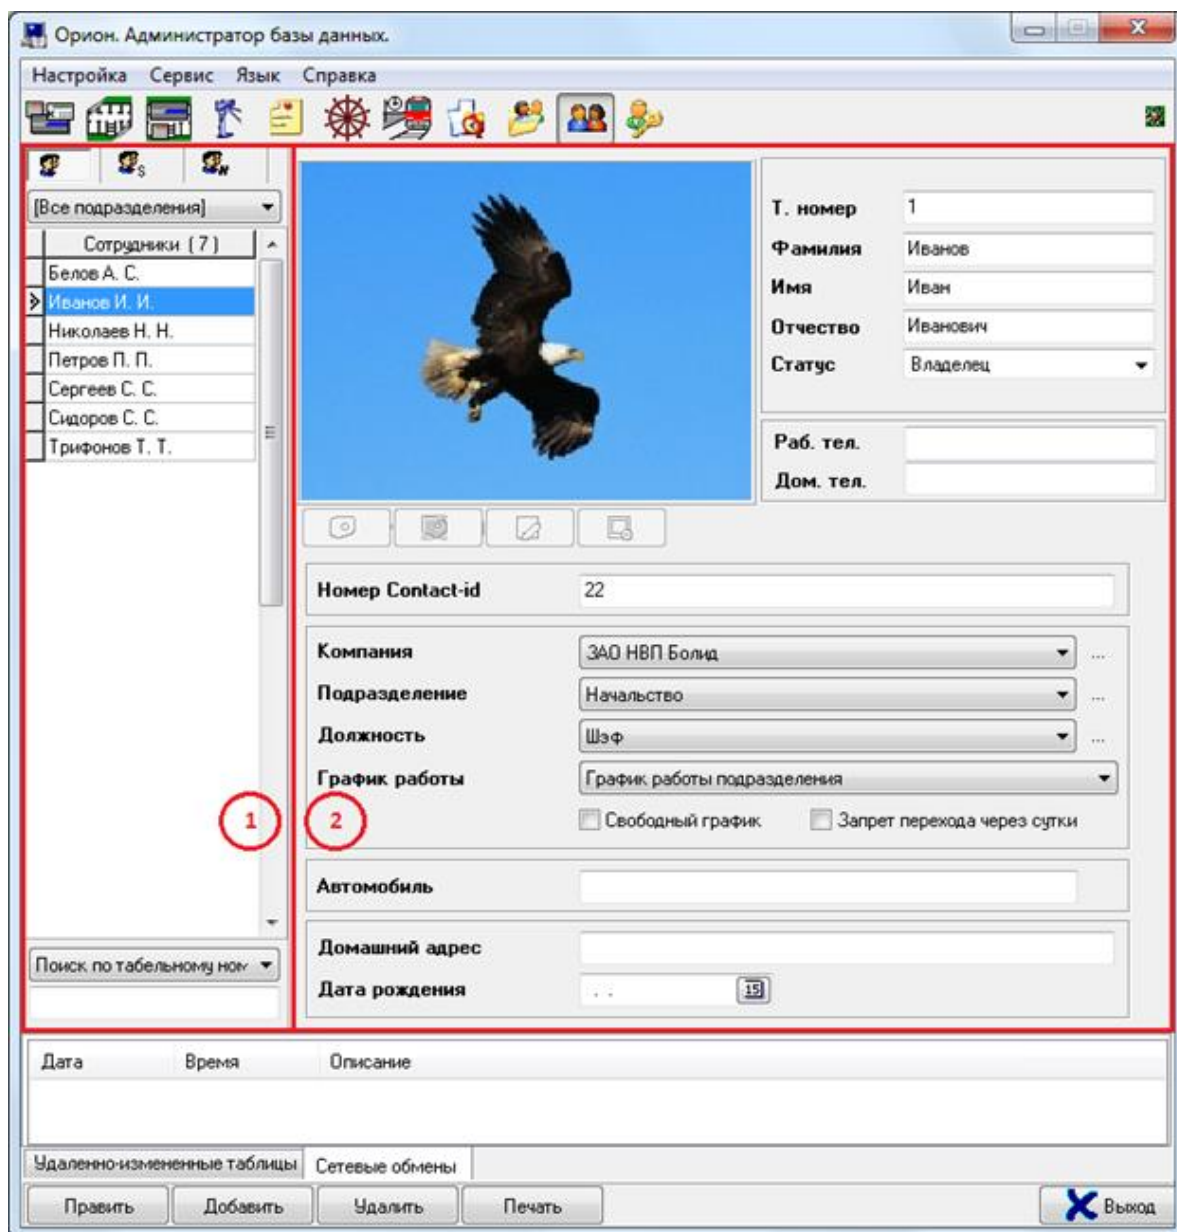 Орион. Администратор базы данных.
Настройка Сервис Язык Справка
S N
(Все подразделения)
Сотрудники ( 7 )
Белов А. С.
Иванов И. И.
Николаев Н. Н.
Петров П. П.
Сергеев С. С.
Сидоров С. С.
Трифонов Т. Т.
Поиск по табельному ном
Т. номер 1
Фамилия Иванов
Имя Иван
Отчество Иванович
Статус Владелец
Раб. тел.
Дом. тел.
Номер Contact-id 22
Компания ЗАО НВП Болид ...
Подразделение Начальство ...
Должность Шэф ...
График работы График работы подразделения
Свободный график Запрет перехода через сутки
1 2
Автомобиль
Домашний адрес
Дата рождения . . 15
Дата Время Описание
Удаленно-измененные таблицы Сетевые обмены
Править Добавить Удалить Печать Выход